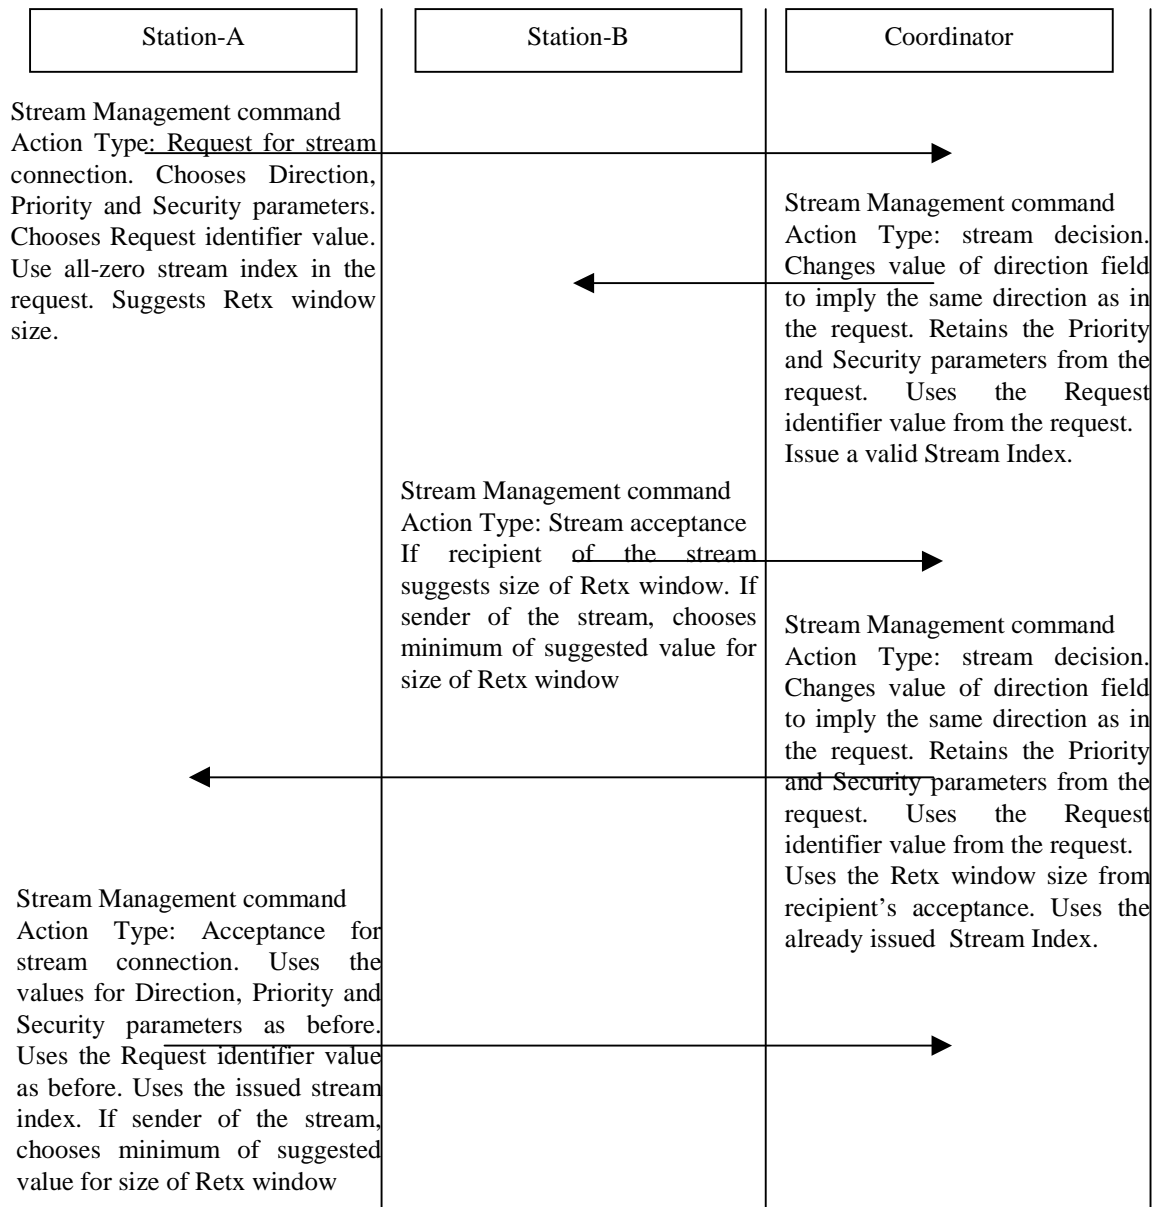 Station-A
Station-B
Coordinator
Stream Management command
Action Type: Request for stream
connection. Chooses Direction,
Priority and Security parameters.
Chooses Request identifier value.
Use all-zero stream index in the
request. Suggests Retx window
size.
Stream Management command
Action Type: stream decision.
Changes value of direction field
to imply the same direction as in
the request. Retains the Priority
and Security parameters from the
request. Uses the Request
identifier value from the request.
Issue a valid Stream Index.
Stream Management command
Action Type: Stream acceptance
If recipient of the stream
suggests size of Retx window. If
sender of the stream, chooses
minimum of suggested value for
size of Retx window
Stream Management command
Action Type: stream decision.
Changes value of direction field
to imply the same direction as in
the request. Retains the Priority
and Security parameters from the
request. Uses the Request
identifier value from the request.
Uses the Retx window size from
recipient’s acceptance. Uses the
already issued Stream Index.
Stream Management command
Action Type: Acceptance for
stream connection. Uses the
values for Direction, Priority and
Security parameters as before.
Uses the Request identifier value
as before. Uses the issued stream
index. If sender of the stream,
chooses minimum of suggested
value for size of Retx window